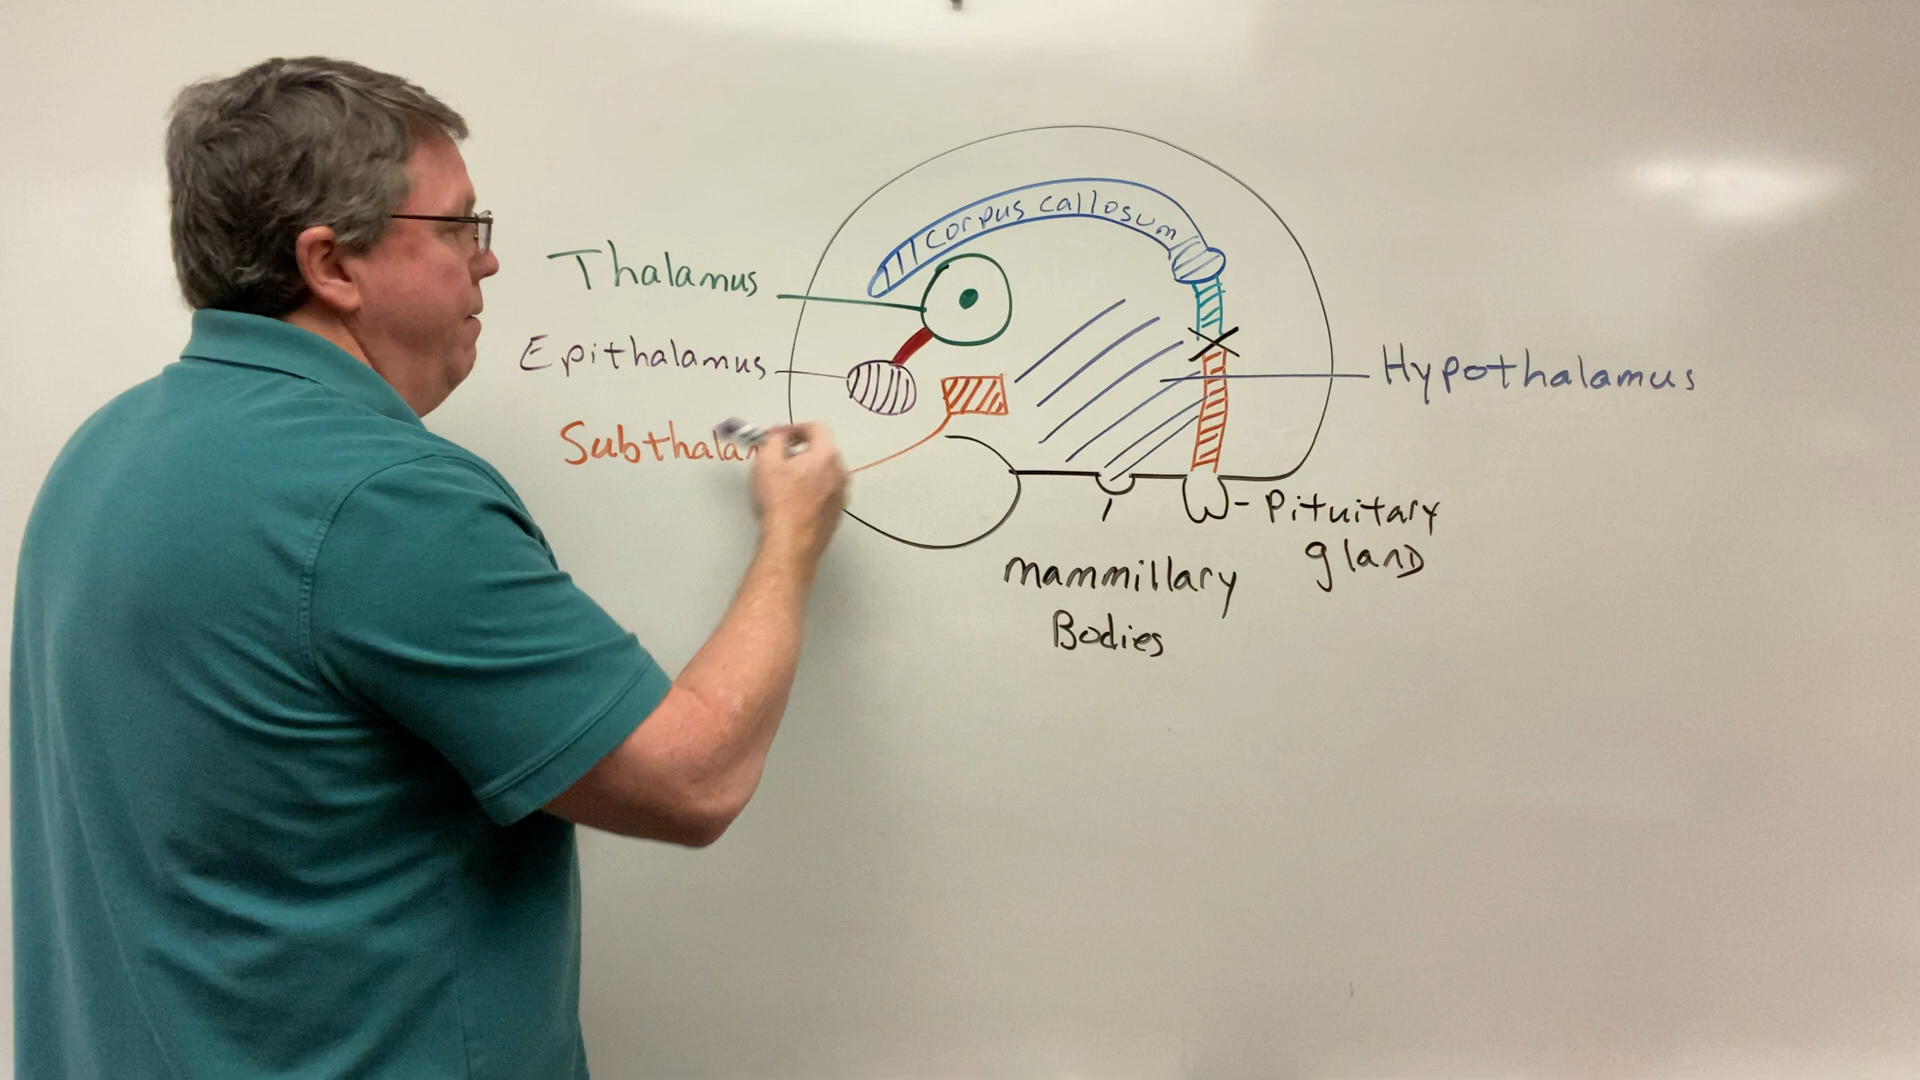 corpus callosum
Thalamus
Epithalamus
Hypothalamus
Pituitary
gland
mammillary
Bodies